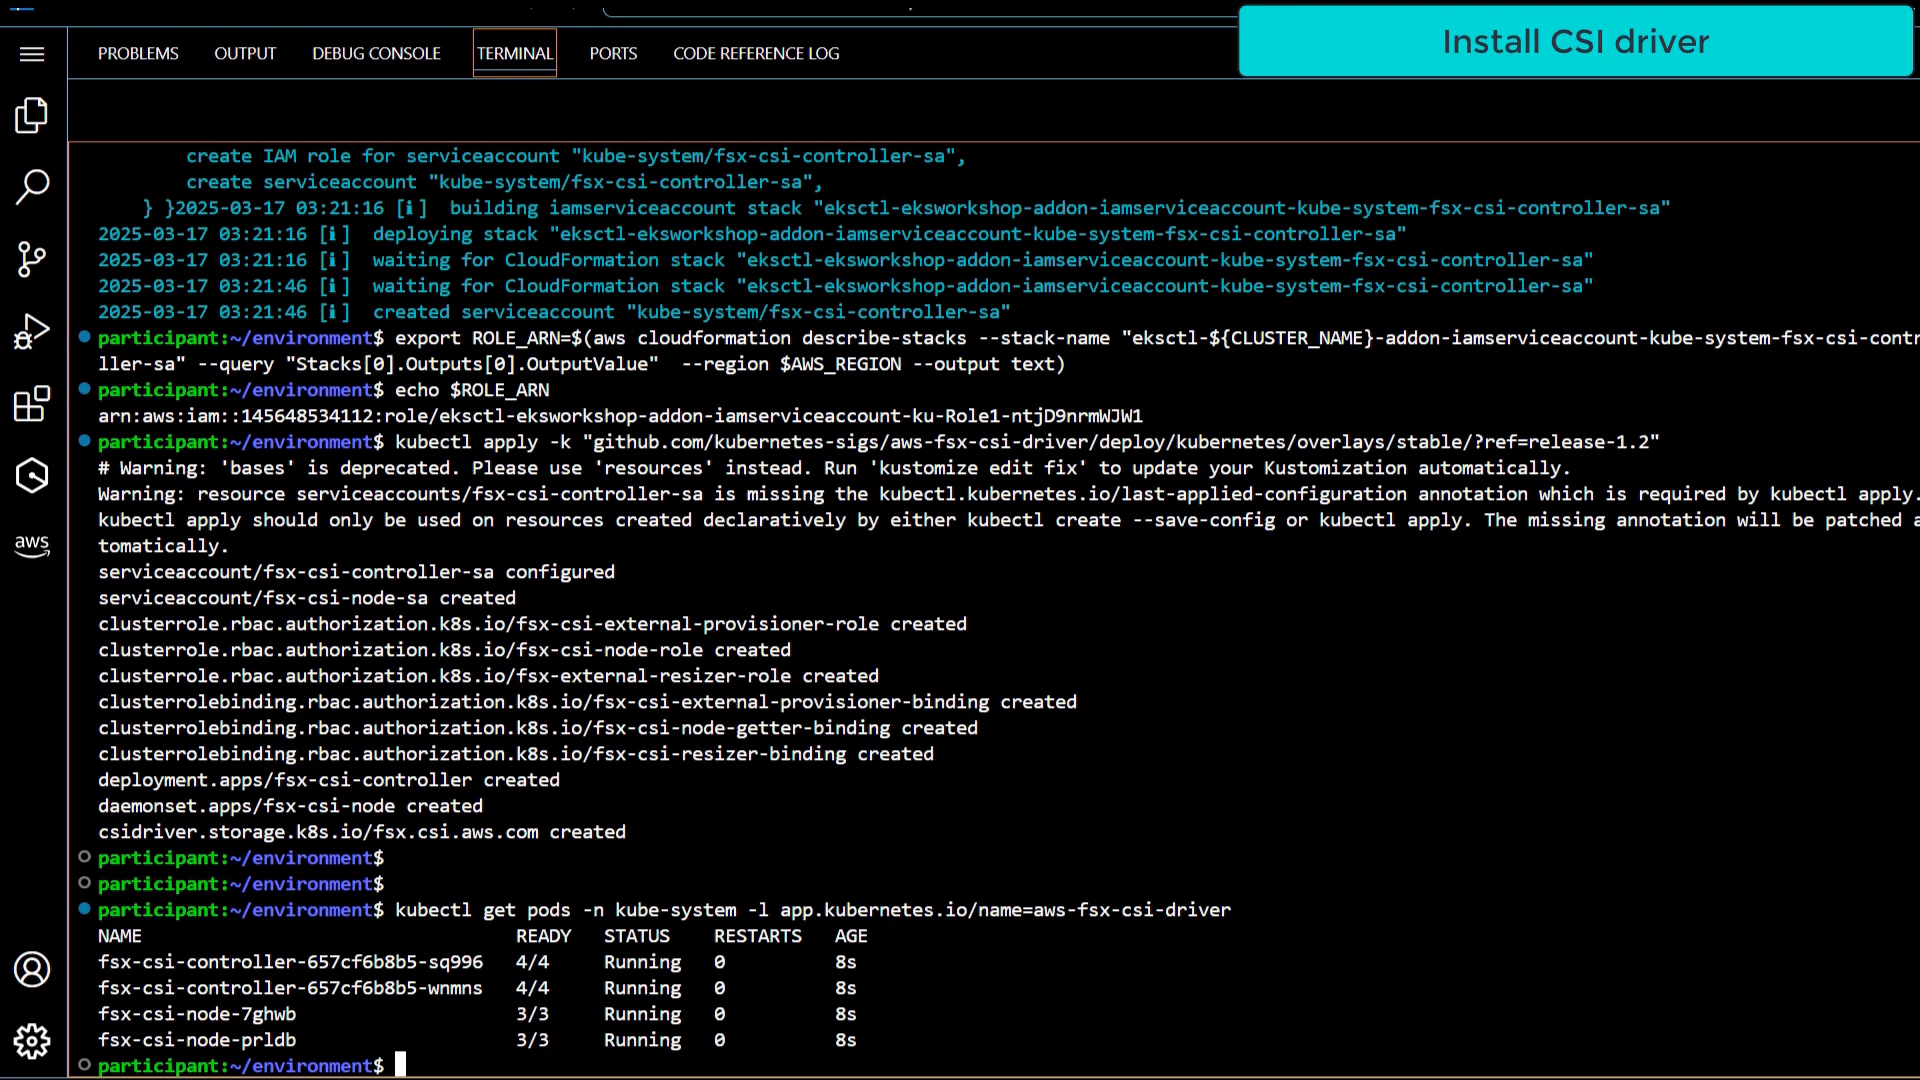 Install CSI driver
PROBLEMS OUTPUT DEBUG CONSOLE TERMINAL PORTS CODE REFERENCE LOG
create IAM role for serviceaccount "kube-system/fsx-csi-controller-sa",
create serviceaccount "kube-system/fsx-csi-controller-sa",
} }2025-03-17 03:21:16 [ℹ]  building iamserviceaccount stack "eksctl-eksworkshop-addon-iamserviceaccount-kube-system-fsx-csi-controller-sa"
2025-03-17 03:21:16 [ℹ]  deploying stack "eksctl-eksworkshop-addon-iamserviceaccount-kube-system-fsx-csi-controller-sa"
2025-03-17 03:21:16 [ℹ]  waiting for CloudFormation stack "eksctl-eksworkshop-addon-iamserviceaccount-kube-system-fsx-csi-controller-sa"
2025-03-17 03:21:46 [ℹ]  waiting for CloudFormation stack "eksctl-eksworkshop-addon-iamserviceaccount-kube-system-fsx-csi-controller-sa"
2025-03-17 03:21:46 [ℹ]  created serviceaccount "kube-system/fsx-csi-controller-sa"
participant:~/environment$ export ROLE_ARN=$(aws cloudformation describe-stacks --stack-name "eksctl-${CLUSTER_NAME}-addon-iamserviceaccount-kube-system-fsx-csi-contr
ller-sa" --query "Stacks[0].Outputs[0].OutputValue"  --region $AWS_REGION --output text)
participant:~/environment$ echo $ROLE_ARN
arn:aws:iam::145648534112:role/eksctl-eksworkshop-addon-iamserviceaccount-ku-Role1-ntjD9nrmWJW1
participant:~/environment$ kubectl apply -k "github.com/kubernetes-sigs/aws-fsx-csi-driver/deploy/kubernetes/overlays/stable/?ref=release-1.2"
# Warning: 'bases' is deprecated. Please use 'resources' instead. Run 'kustomize edit fix' to update your Kustomization automatically.
Warning: resource serviceaccounts/fsx-csi-controller-sa is missing the kubectl.kubernetes.io/last-applied-configuration annotation which is required by kubectl apply.
kubectl apply should only be used on resources created declaratively by either kubectl create --save-config or kubectl apply. The missing annotation will be patched a
tomatically.
serviceaccount/fsx-csi-controller-sa configured
serviceaccount/fsx-csi-node-sa created
clusterrole.rbac.authorization.k8s.io/fsx-csi-external-provisioner-role created
clusterrole.rbac.authorization.k8s.io/fsx-csi-node-role created
clusterrole.rbac.authorization.k8s.io/fsx-external-resizer-role created
clusterrolebinding.rbac.authorization.k8s.io/fsx-csi-external-provisioner-binding created
clusterrolebinding.rbac.authorization.k8s.io/fsx-csi-node-getter-binding created
clusterrolebinding.rbac.authorization.k8s.io/fsx-csi-resizer-binding created
deployment.apps/fsx-csi-controller created
daemonset.apps/fsx-csi-node created
csidriver.storage.k8s.io/fsx.csi.aws.com created
participant:~/environment$
participant:~/environment$
participant:~/environment$ kubectl get pods -n kube-system -l app.kubernetes.io/name=aws-fsx-csi-driver
NAME READY STATUS RESTARTS AGE
fsx-csi-controller-657cf6b8b5-sq996 4/4 Running 0 8s
fsx-csi-controller-657cf6b8b5-wnmns 4/4 Running 0 8s
fsx-csi-node-7ghwb 3/3 Running 0 8s
fsx-csi-node-prldb 3/3 Running 0 8s
participant:~/environment$
aws